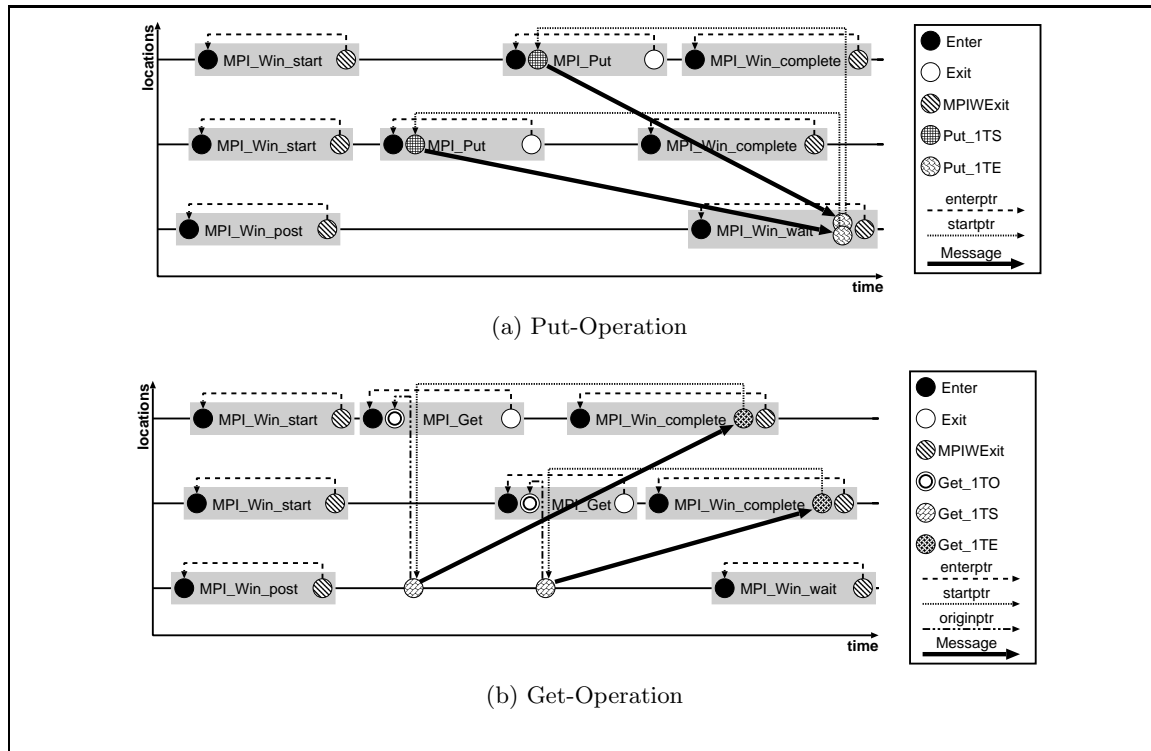 locations
MPI_Win_start
MPI_Put
MPI_Win_complete
MPI_Win_start
MPI_Put
MPI_Win_complete
MPI_Win_post
MPI_Win_wait
time
Enter
Exit
MPIWExit
Put_1TS
Put_1TE
enterptr
startptr
Message
(a) Put-Operation
locations
MPI_Win_start
MPI_Get
MPI_Win_complete
MPI_Win_start
MPI_Get
MPI_Win_complete
MPI_Win_post
MPI_Win_wait
time
Enter
Exit
MPIWExit
Get_1TO
Get_1TS
Get_1TE
enterptr
startptr
originptr
Message
(b) Get-Operation